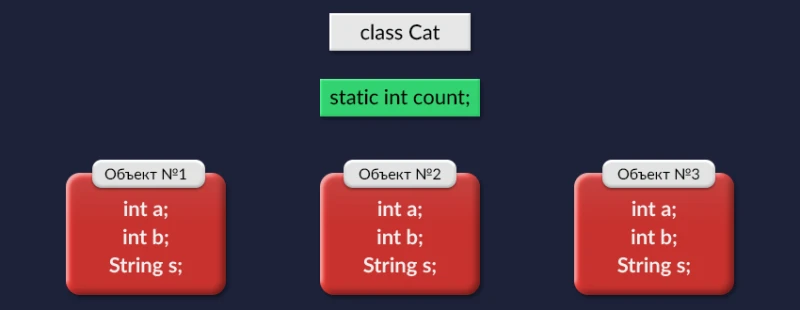 class Cat
static int count;
Объект №1
int a;
int b;
String s;
Объект №2
int a;
int b;
String s;
Объект №3
int a;
int b;
String s;